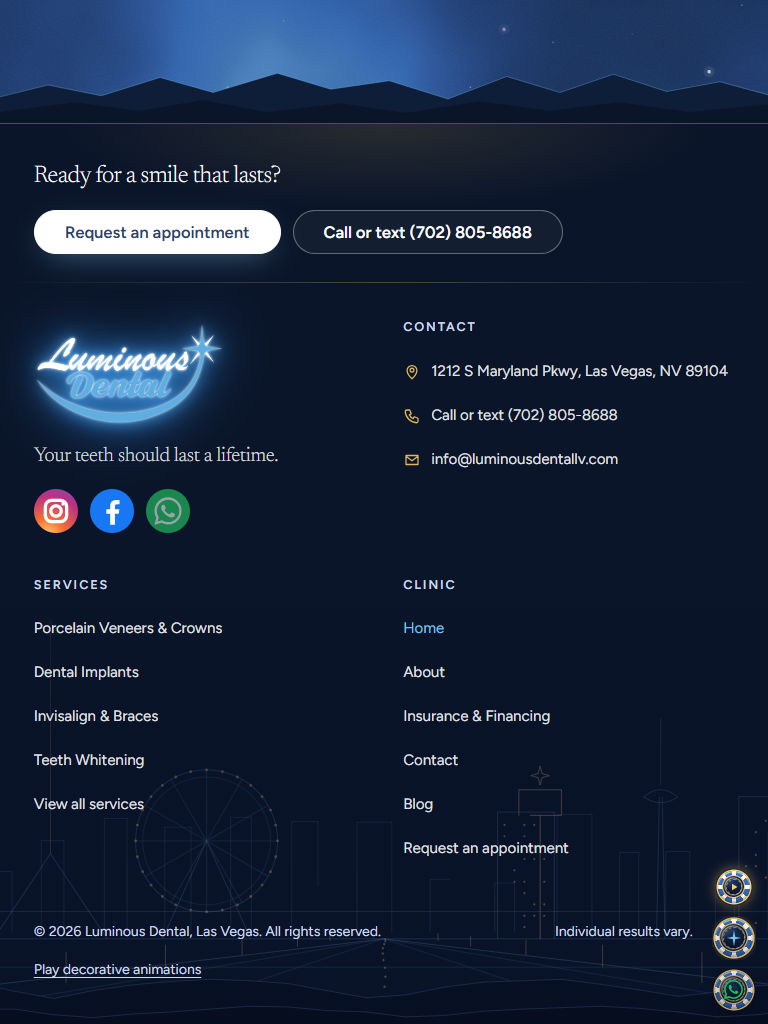 Ready for a smile that lasts?
Request an appointment
Call or text (702) 805-8688
Luminous
Dental
Your teeth should last a lifetime.
CONTACT
1212 S Maryland Pkwy, Las Vegas, NV 89104
Call or text (702) 805-8688
info@luminousdentallv.com
SERVICES
Porcelain Veneers & Crowns
Dental Implants
Invisalign & Braces
Teeth Whitening
View all services
CLINIC
Home
About
Insurance & Financing
Contact
Blog
Request an appointment
© 2026 Luminous Dental, Las Vegas. All rights reserved.
Individual results vary.
Play decorative animations